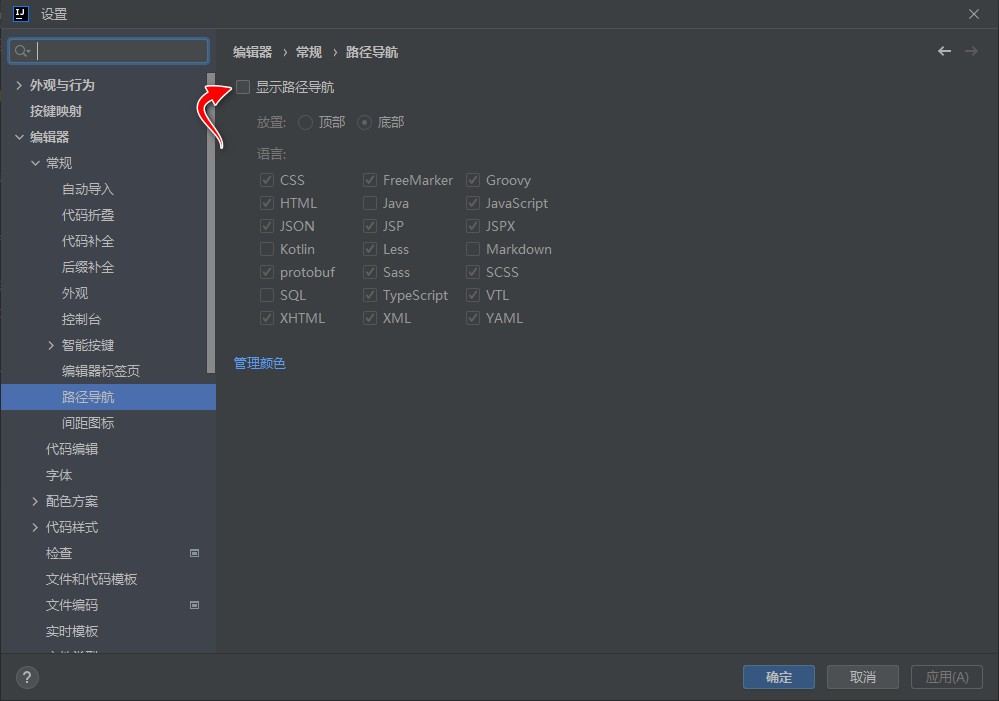 设置
编辑器 › 常规 › 路径导航
外观与行为
按键映射
编辑器
常规
自动导入
代码折叠
代码补全
后缀补全
外观
控制台
智能按键
编辑器标签页
路径导航
间距图标
代码编辑
字体
配色方案
代码样式
检查
文件和代码模板
文件编码
实时模板
显示路径导航
放置: 顶部 底部
语言:
CSS FreeMarker Groovy
HTML Java JavaScript
JSON JSP JSPX
Kotlin Less Markdown
protobuf Sass SCSS
SQL TypeScript VTL
XHTML XML YAML
管理颜色
? 确定 取消 应用(A)